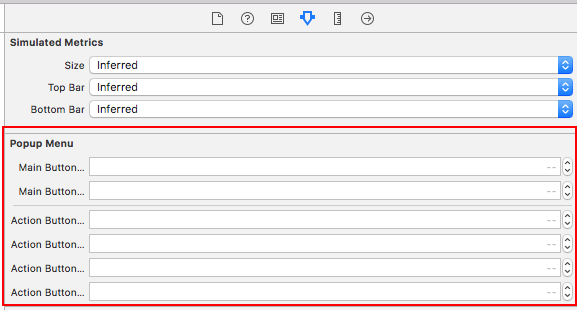 Simulated Metrics
Size Inferred
Top Bar Inferred
Bottom Bar Inferred
Popup Menu
Main Button... --
Main Button... --
Action Button... --
Action Button... --
Action Button... --
Action Button... --